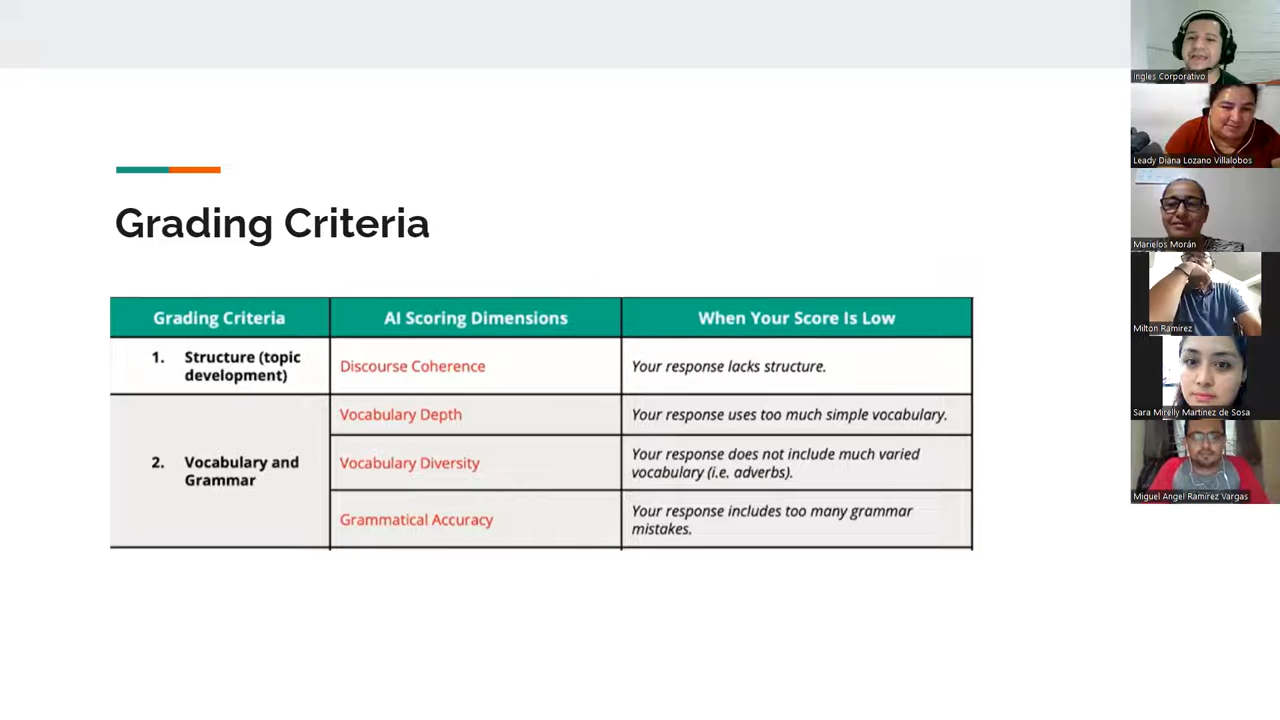 Grading Criteria
Grading Criteria
AI Scoring Dimensions
When Your Score Is Low
1. Structure (topic
development)
Discourse Coherence
Your response lacks structure.
2. Vocabulary and
Grammar
Vocabulary Depth
Your response uses too much simple vocabulary.
Vocabulary Diversity
Your response does not include much varied
vocabulary (i.e. adverbs).
Grammatical Accuracy
Your response includes too many grammar
mistakes.
Ingles Corporativo
Leady Diana Lozano Villalobos
Marielos Morán
Milton Ramirez
Sara Mirelly Martinez de Sosa
Miguel Angel Ramirez Vargas